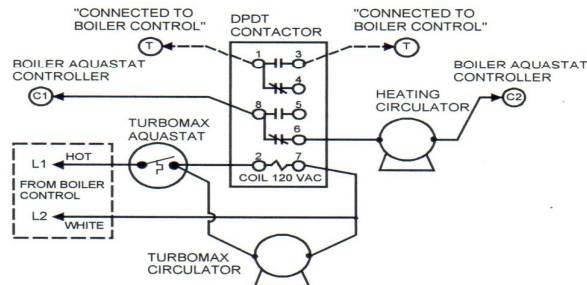 "CONNECTED TO
BOILER CONTROL"
DPDT
CONTACTOR
"CONNECTED TO
BOILER CONTROL"
T
1
3
T
4
BOILER AQUASTAT
CONTROLLER
C1
8
5
6
HEATING
CIRCULATOR
BOILER AQUASTAT
CONTROLLER
C2
TURBOMAX
AQUASTAT
L1
HOT
2
7
COIL 120 VAC
FROM BOILER
CONTROL
L2
WHITE
TURBOMAX
CIRCULATOR